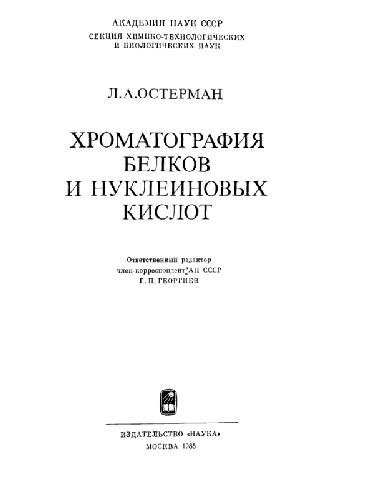 АКАДЕМИЯ НАУК СССР
СЕКЦИЯ ХИМИКО-ТЕХНОЛОГИЧЕСКИХ
И БИОЛОГИЧЕСКИХ НАУК
Л.А.ОСТЕРМАН
ХРОМАТОГРАФИЯ
БЕЛКОВ
И НУКЛЕИНОВЫХ
КИСЛОТ
Ответственный редактор
член-корреспондент АН СССР
Г. П. ГЕОРГИЕВ
ИЗДАТЕЛЬСТВО «НАУКА»
МОСКВА 1985